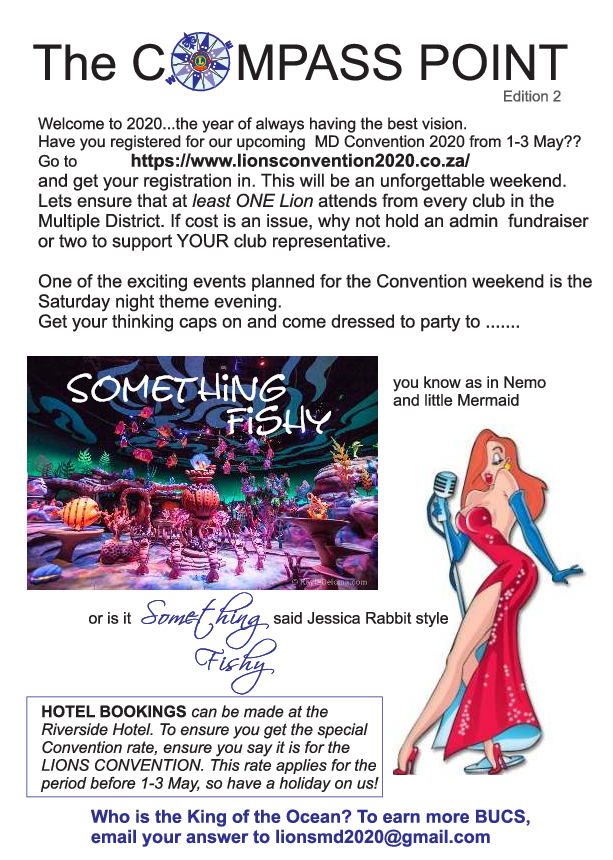 The COMPASS POINT
Edition 2
Welcome to 2020...the year of always having the best vision.
Have you registered for our upcoming MD Convention 2020 from 1-3 May??
Go to https://www.lionsconvention2020.co.za/
and get your registration in. This will be an unforgettable weekend.
Lets ensure that at least ONE Lion attends from every club in the
Multiple District. If cost is an issue, why not hold an admin fundraiser
or two to support YOUR club representative.
One of the exciting events planned for the Convention weekend is the
Saturday night theme evening.
Get your thinking caps on and come dressed to party to .......
SOMETHiNG
FiSHY
you know as in Nemo
and little Mermaid
or is it Something said Jessica Rabbit style
Fishy
HOTEL BOOKINGS can be made at the
Riverside Hotel. To ensure you get the special
Convention rate, ensure you say it is for the
LIONS CONVENTION. This rate applies for the
period before 1-3 May, so have a holiday on us!
Who is the King of the Ocean? To earn more BUCS,
email your answer to lionsmd2020@gmail.com